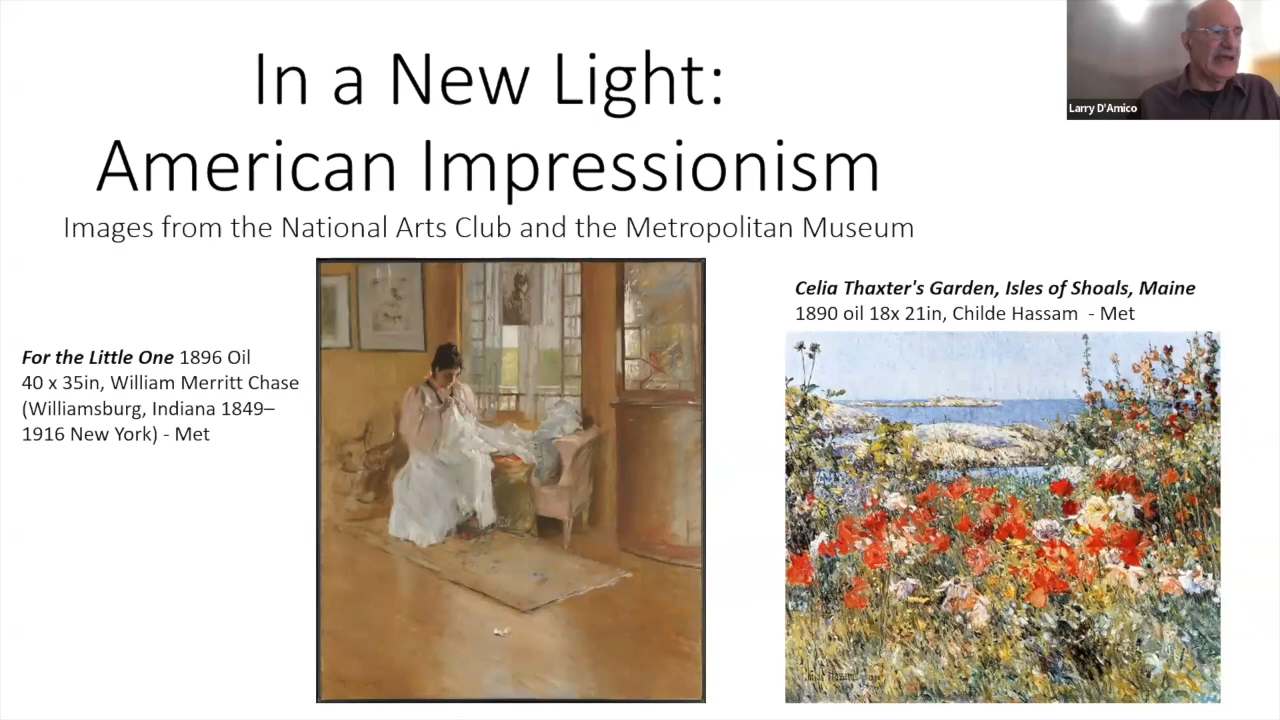 In a New Light:
American Impressionism
Images from the National Arts Club and the Metropolitan Museum
Larry D'Amico
For the Little One 1896 Oil
40 x 35in, William Merritt Chase
(Williamsburg, Indiana 1849–
1916 New York) - Met
Celia Thaxter's Garden, Isles of Shoals, Maine
1890 oil 18x 21in, Childe Hassam - Met